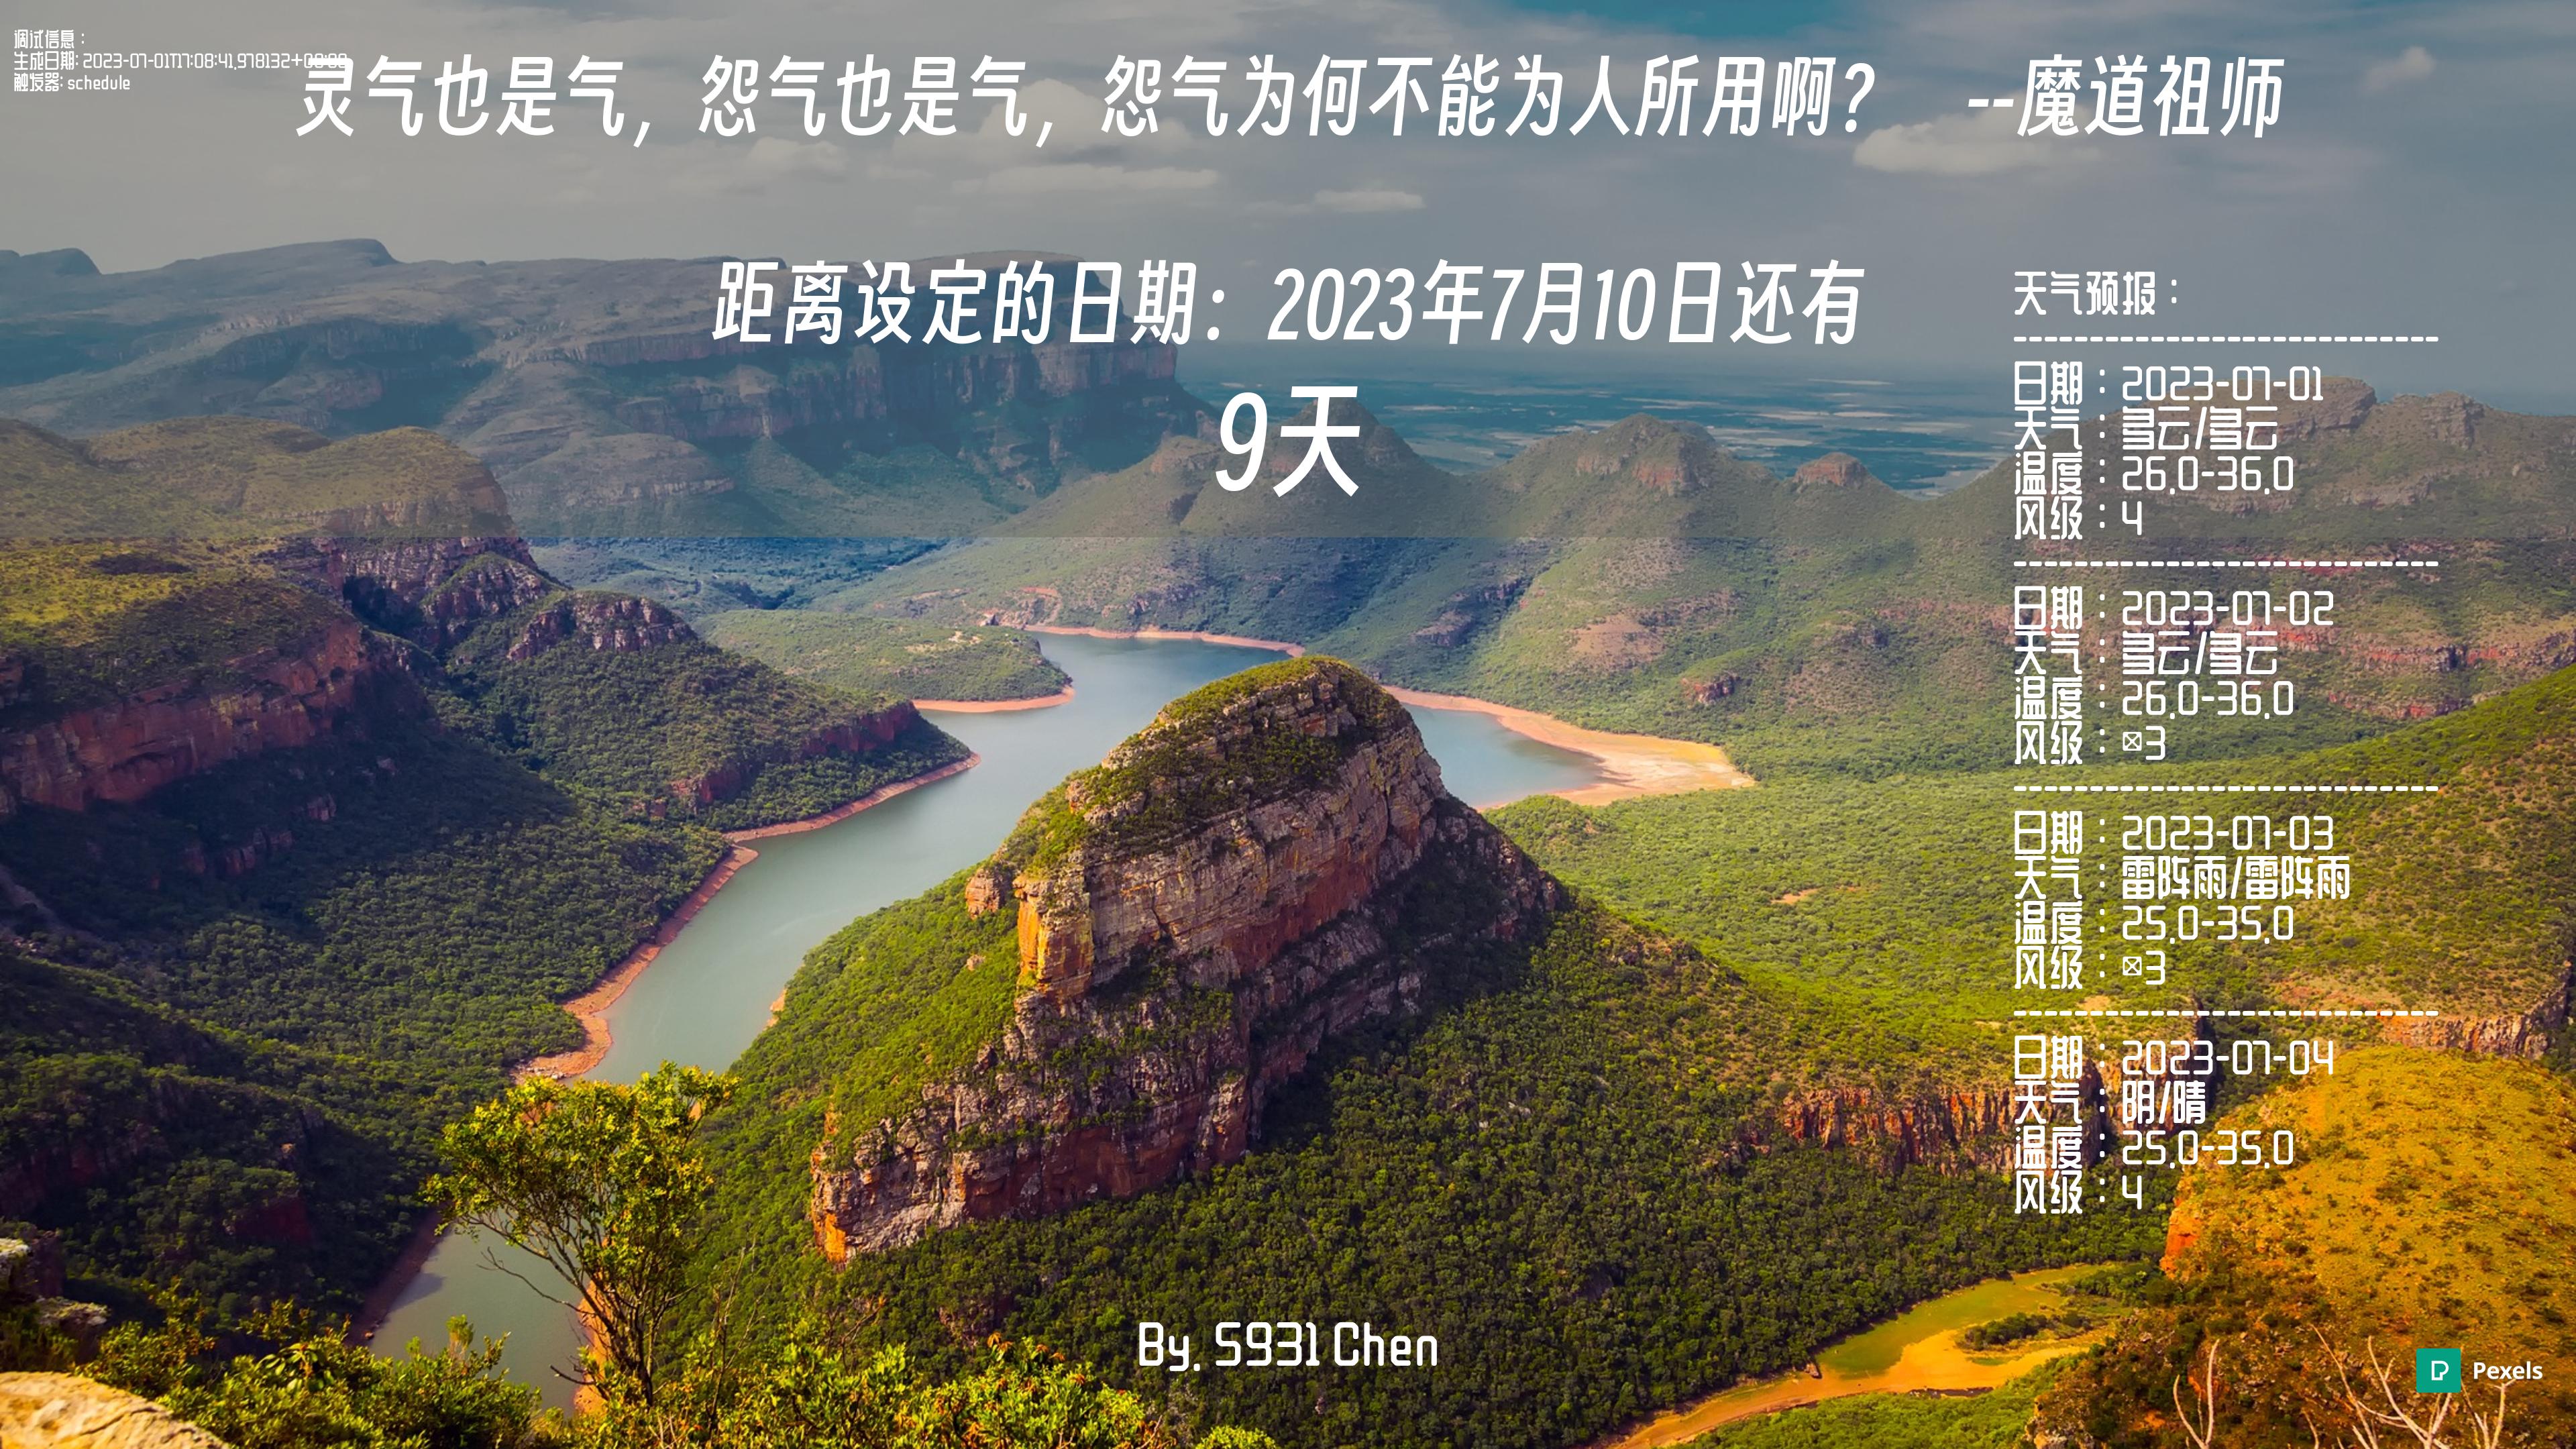 调试信息：
生成日期: 2023-07-01T17:08:41.978132+08:00
触发器: schedule
灵气也是气，怨气也是气，怨气为何不能为人所用啊？ --魔道祖师
距离设定的日期：2023年7月10日还有
9天
天气预报：
----------------------------
日期：2023-07-01
天气：多云/多云
温度：26.0-36.0
风级：4
----------------------------
日期：2023-07-02
天气：多云/多云
温度：26.0-36.0
风级：☒3
----------------------------
日期：2023-07-03
天气：雷阵雨/雷阵雨
温度：25.0-35.0
风级：☒3
----------------------------
日期：2023-07-04
天气：阴/晴
温度：25.0-35.0
风级：4
By. 5931 Chen
Pexels